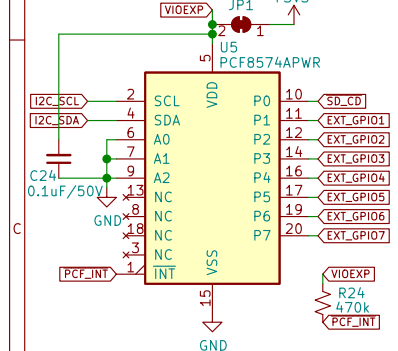 JP1
VIOEXP
2 1
U5
PCF8574APWR
5
VDD
I2C_SCL 2 SCL P0 10 SD_CD
I2C_SDA 4 SDA P1 11 EXT_GPIO1
6 A0 P2 12 EXT_GPIO2
7 A1 P3 14 EXT_GPIO3
9 A2 P4 16 EXT_GPIO4
C24
0.1uF/50V
13 NC P5 17 EXT_GPIO5
GND
8 NC P6 19 EXT_GPIO6
18 NC P7 20 EXT_GPIO7
3 NC
C
PCF_INT 1 INT
VSS
15
GND
VIOEXP
R24
470k
PCF_INT